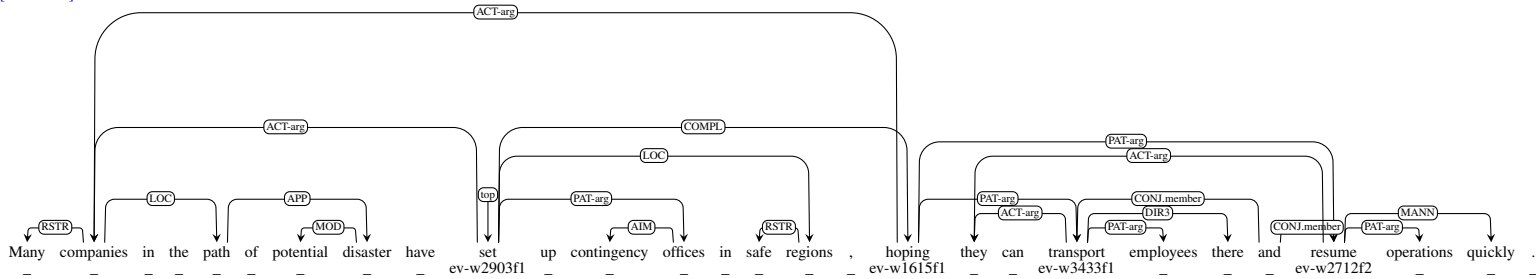 ACT-arg
ACT-arg COMPL
PAT-arg
LOC ACT-arg
top
LOC APP PAT-arg PAT-arg CONJ.member
ACT-arg DIR3 MANN
RSTR MOD AIM RSTR PAT-arg CONJ.member PAT-arg
Many companies in the path of potential disaster have set up contingency offices in safe regions , hoping they can transport employees there and resume operations quickly
_ _ _ _ _ _ _ _ _ ev-w2903f1 _ _ _ _ _ _ _ ev-w1615f1 _ _ ev-w3433f1 _ _ _ ev-w2712f2 _ _